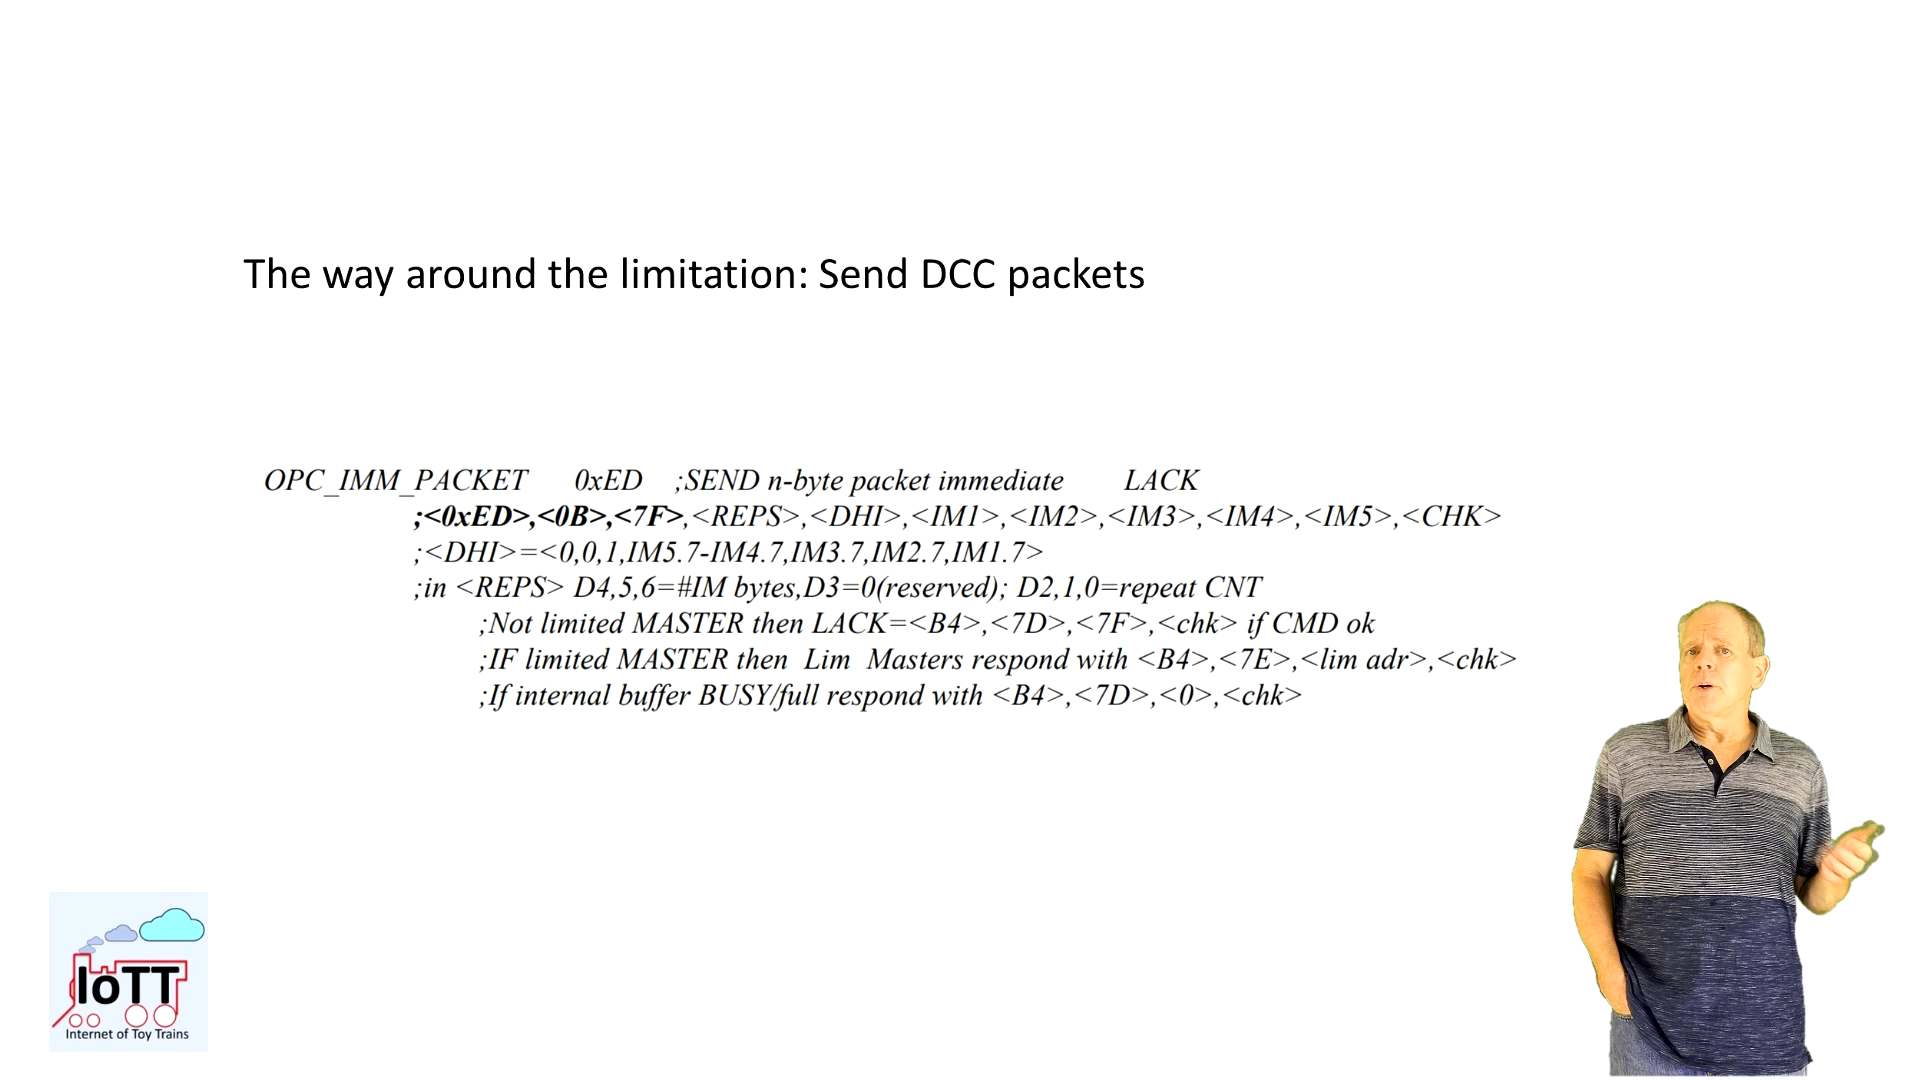 The way around the limitation: Send DCC packets
OPC_IMM_PACKET 0xED ;SEND n-byte packet immediate LACK
;<0xED>,<0B>,<7F>,<REPS>,<DHI>,<IM1>,<IM2>,<IM3>,<IM4>,<IM5>,<CHK>
;<DHI>=<0,0,1,IM5.7-IM4.7,IM3.7,IM2.7,IM1.7>
;in <REPS> D4,5,6=#IM bytes,D3=0(reserved); D2,1,0=repeat CNT
;Not limited MASTER then LACK=<B4>,<7D>,<7F>,<chk> if CMD ok
;IF limited MASTER then Lim Masters respond with <B4>,<7E>,<lim adr>,<chk>
;If internal buffer BUSY/full respond with <B4>,<7D>,<0>,<chk>
IoTT
Internet of Toy Trains